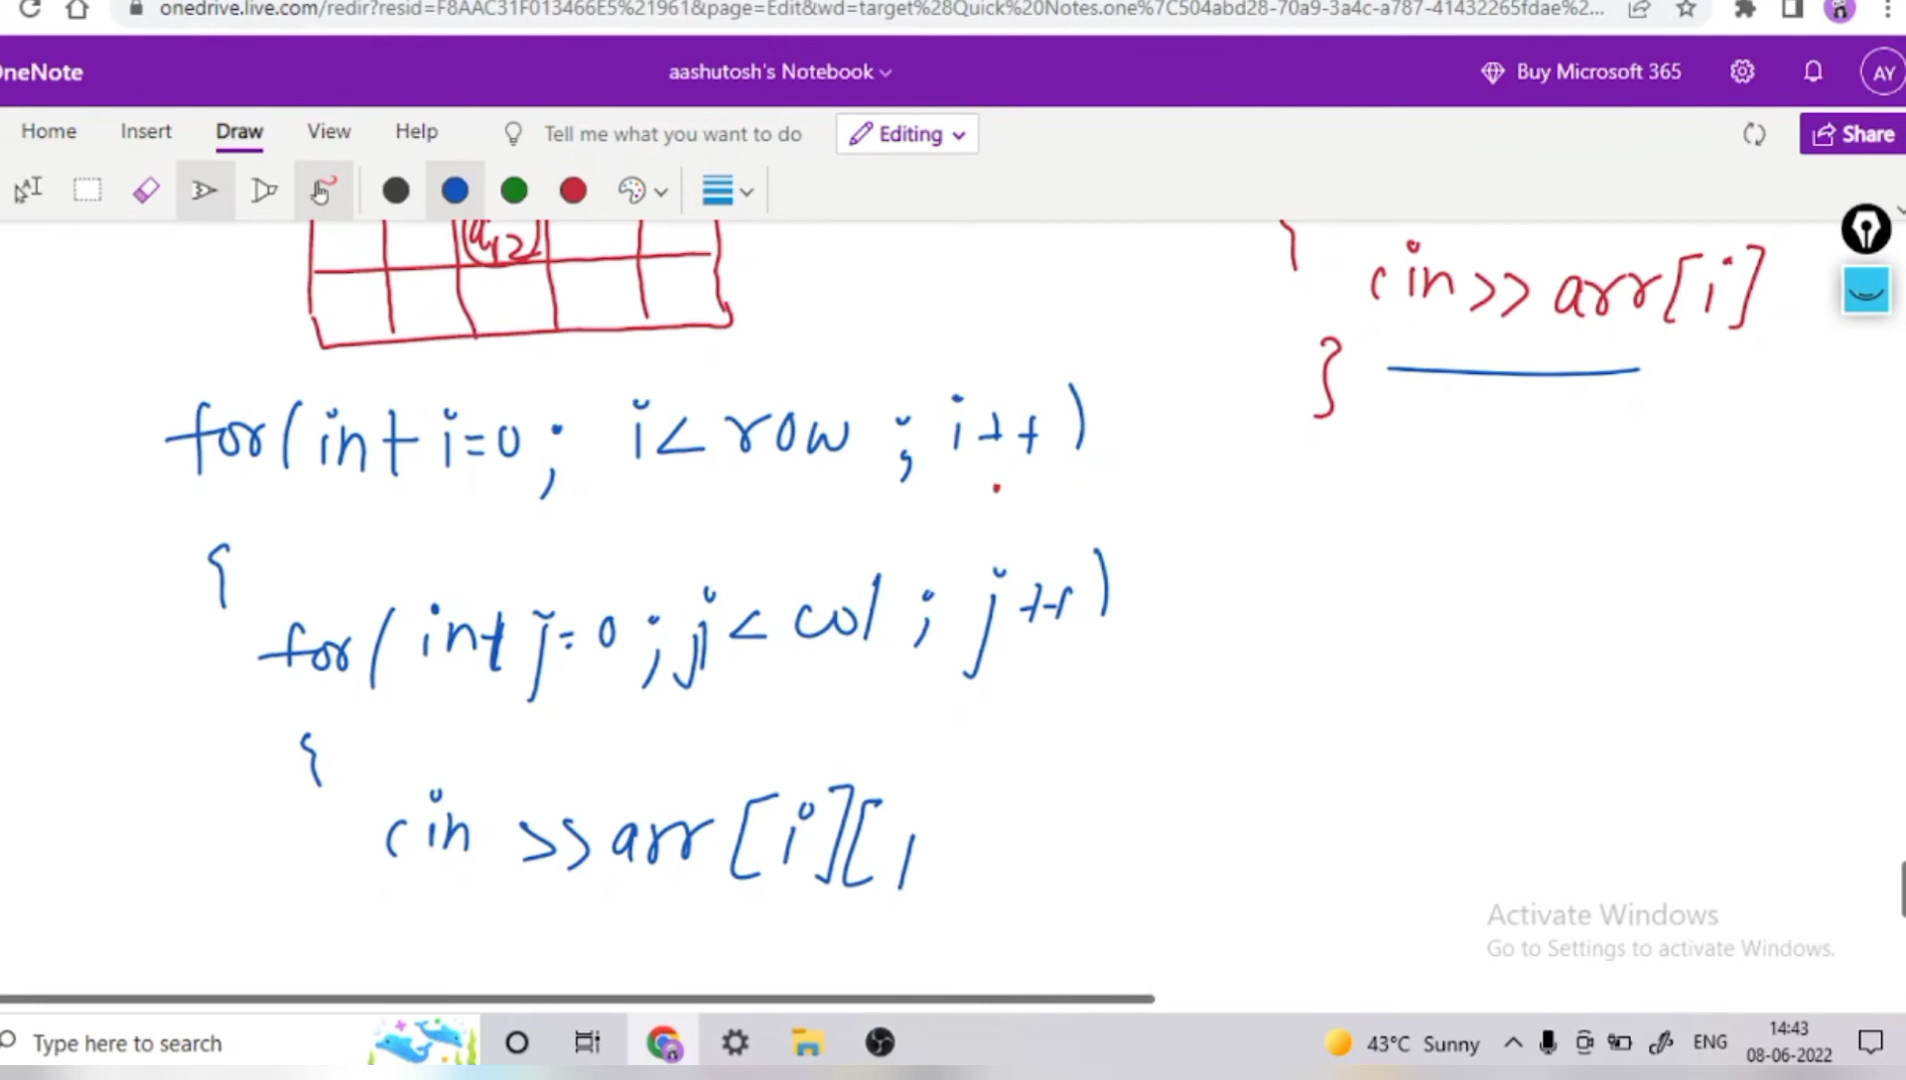 onedrive.live.com/redir?resid=F8AAC31F013466E5%21961&page=Edit&wd=target%28Quick%20Notes.one%7C504abd28-70a9-3a4c-a787-41432265fdae%2...
OneNote
aashutosh's Notebook
Buy Microsoft 365
AY
Home Insert Draw View Help
Tell me what you want to do
Editing
Share
a12
cin>> arr[i]
}
for(int i=0; i< row ; i++)
{
for( int j=0 ; j < col ; j++)
{
cin >> arr[i][
Activate Windows
Go to Settings to activate Windows.
Type here to search
43°C Sunny
ENG
14:43
08-06-2022